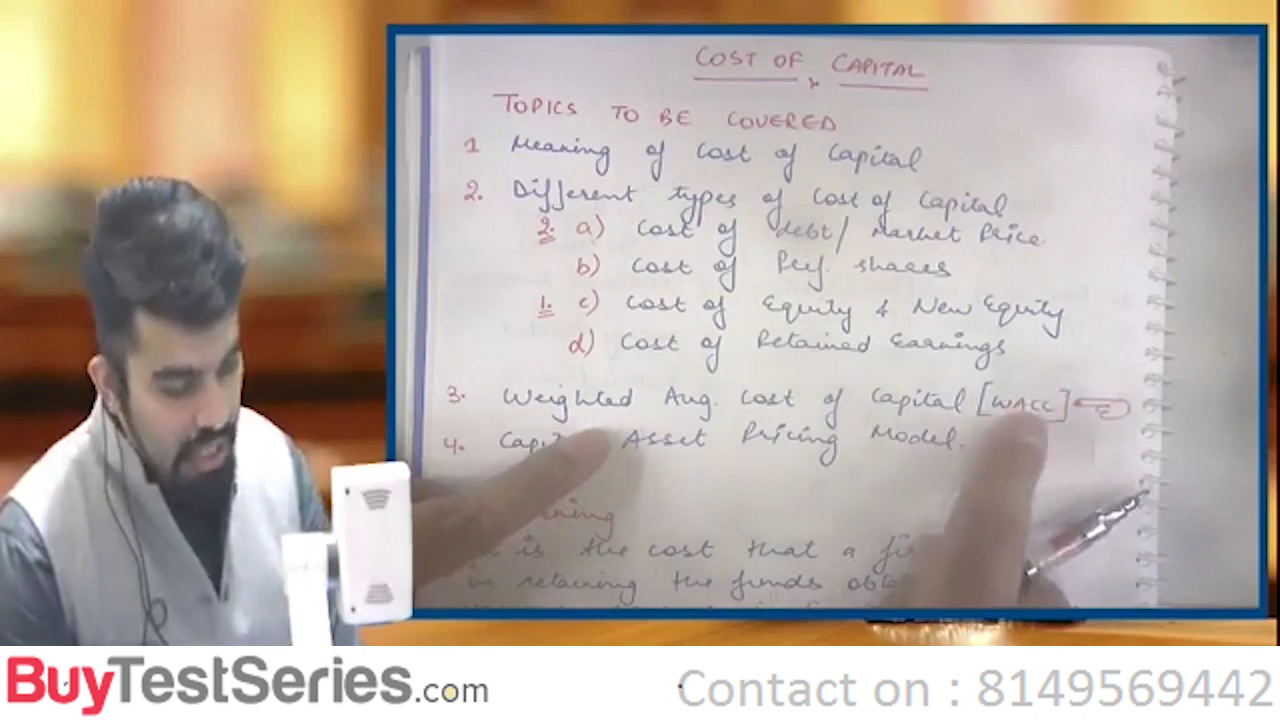 COST OF CAPITAL
TOPICS TO BE COVERED
1 Meaning of Cost of Capital
2. Different types of Cost of Capital
2. a) Cost of debt/ Market Price
b) Cost of Pref. shares
1. c) Cost of Equity & New Equity
d) Cost of Retained Earnings
3. Weighted Avg. Cost of Capital [WACC]
4. Asset Pricing Model.
is the cost that a
in retaining the funds
BuyTestSeries.com
Contact on : 8149569442